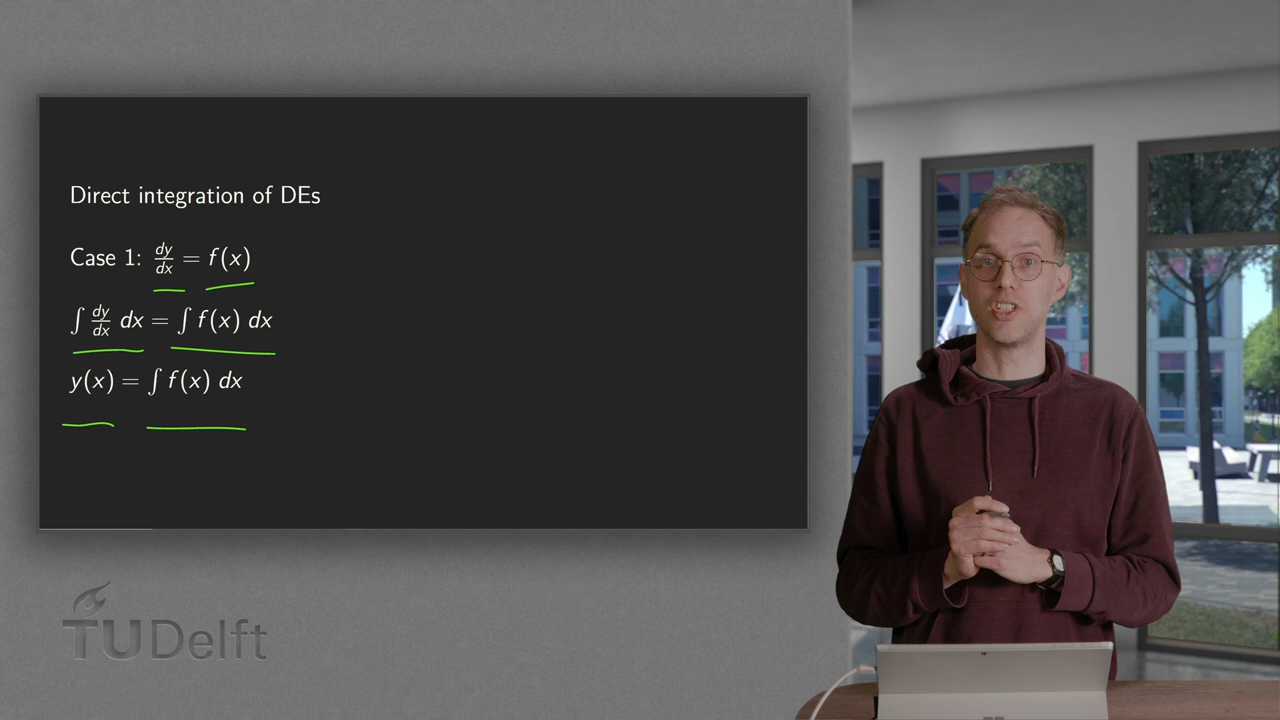 Direct integration of DEs
Case 1: dy/dx = f(x)
∫ dy/dx dx = ∫ f(x) dx
y(x) = ∫ f(x) dx
TUDelft